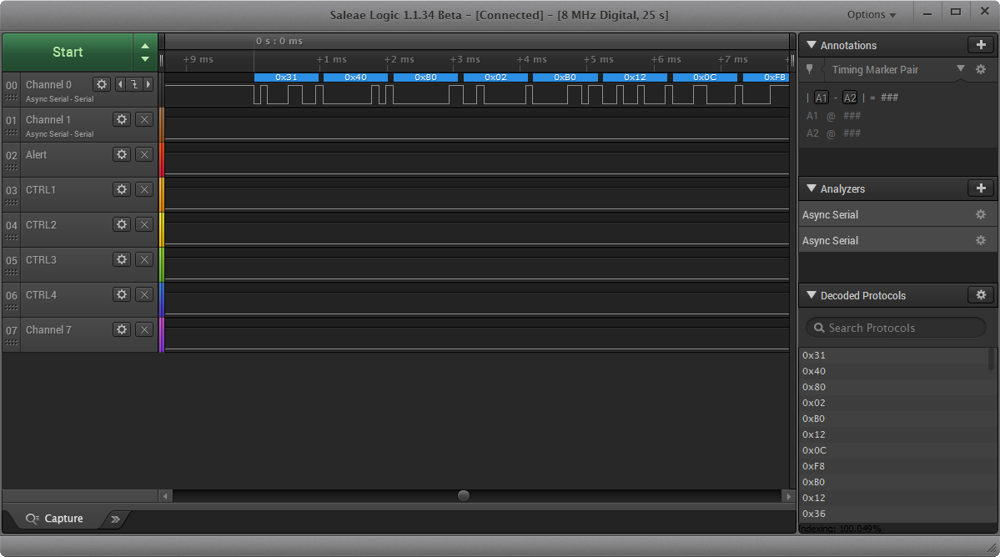 Saleae Logic 1.1.34 Beta – [Connected] – [8 MHz Digital, 25 s]
Options
Start
0 s : 0 ms
+9 ms +1 ms +2 ms +3 ms +4 ms +5 ms +6 ms +7 ms
0x31 0x40 0x80 0x02 0xB0 0x12 0x0C 0xF8
00 Channel 0
Async Serial - Serial
01 Channel 1
Async Serial - Serial
02 Alert
03 CTRL1
04 CTRL2
05 CTRL3
06 CTRL4
07 Channel 7
Capture
Annotations
Timing Marker Pair
| A1 - A2 | = ###
A1 @ ###
A2 @ ###
Analyzers
Async Serial
Async Serial
Decoded Protocols
Search Protocols
0x31
0x40
0x80
0x02
0xB0
0x12
0x0C
0xF8
0xB0
0x12
0x36
Indexing: 100.049%